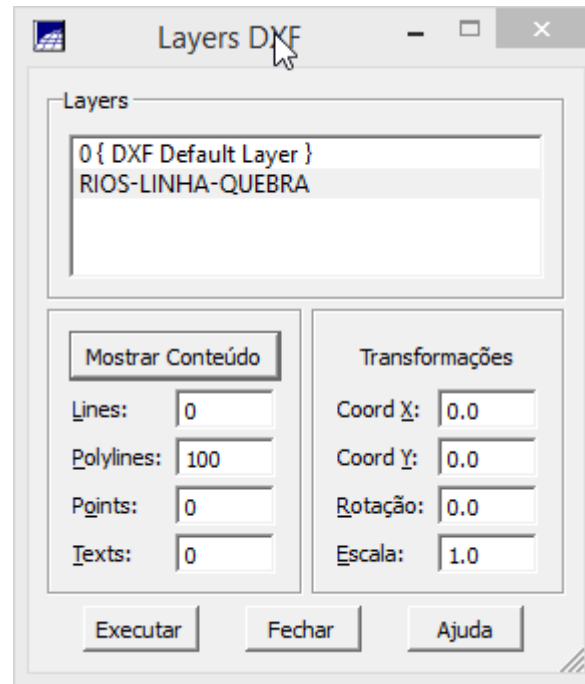 Layers DXF
Layers
0 { DXF Default Layer }
RIOS-LINHA-QUEBRA
Mostrar Conteúdo
Lines: 0
Polylines: 100
Points: 0
Texts: 0
Transformações
Coord X: 0.0
Coord Y: 0.0
Rotação: 0.0
Escala: 1.0
Executar Fechar Ajuda